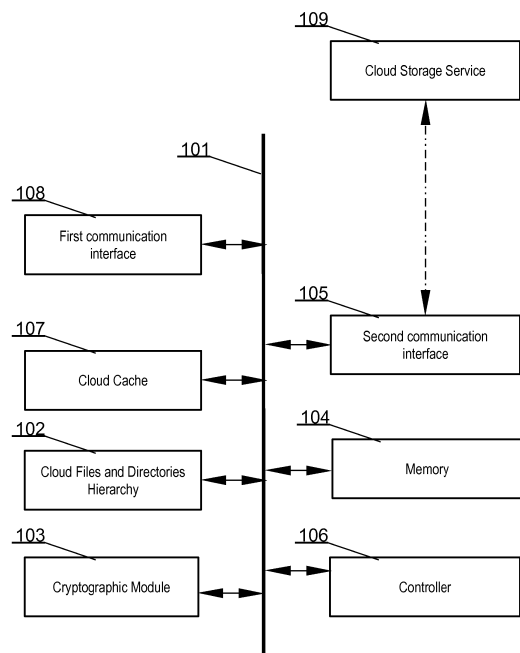 109
Cloud Storage Service
101
108
First communication
interface
105
Second communication
interface
107
Cloud Cache
102
Cloud Files and Directories
Hierarchy
104
Memory
103
Cryptographic Module
106
Controller